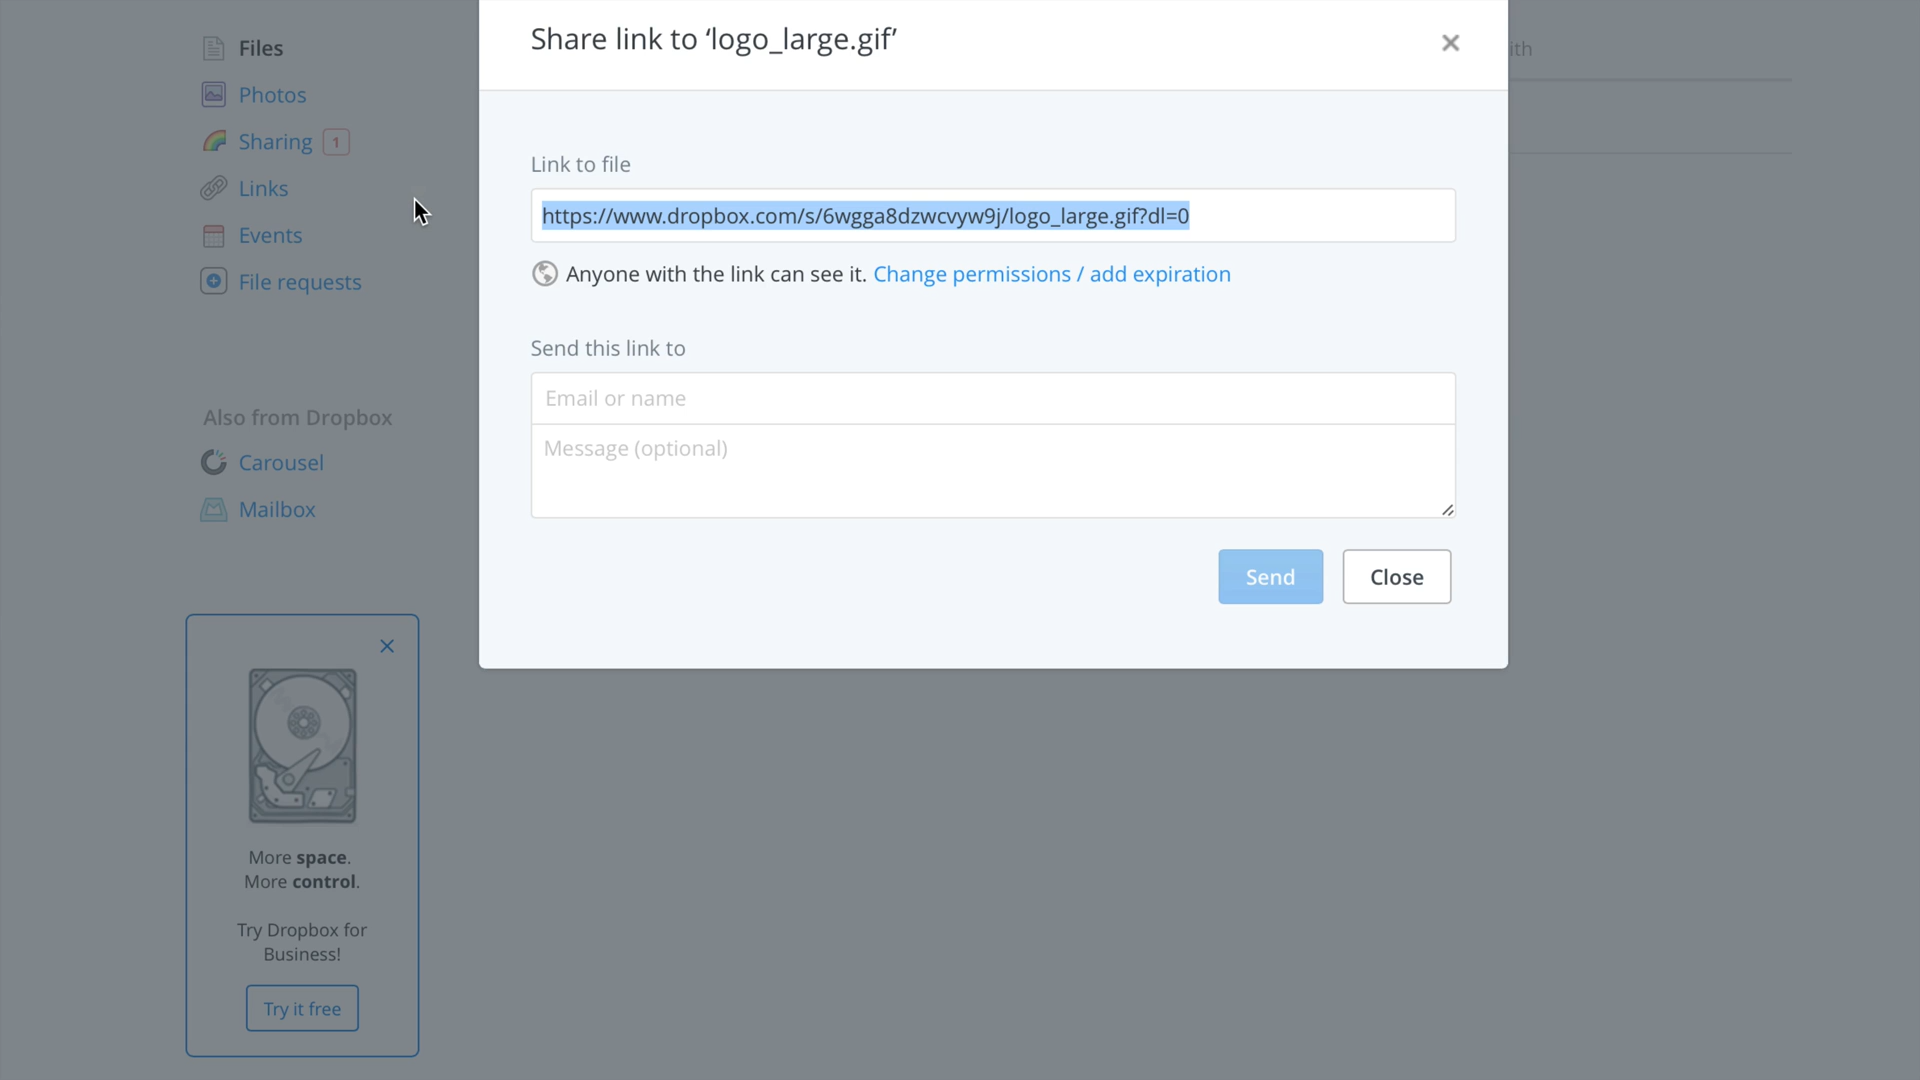 Files
Photos
Sharing 1
Links
Events
File requests
Also from Dropbox
Carousel
Mailbox
More space.
More control.
Try Dropbox for
Business!
Try it free
Share link to ‘logo_large.gif’
Link to file
https://www.dropbox.com/s/6wgga8dzwcvyw9j/logo_large.gif?dl=0
Anyone with the link can see it. Change permissions / add expiration
Send this link to
Email or name
Message (optional)
Send Close